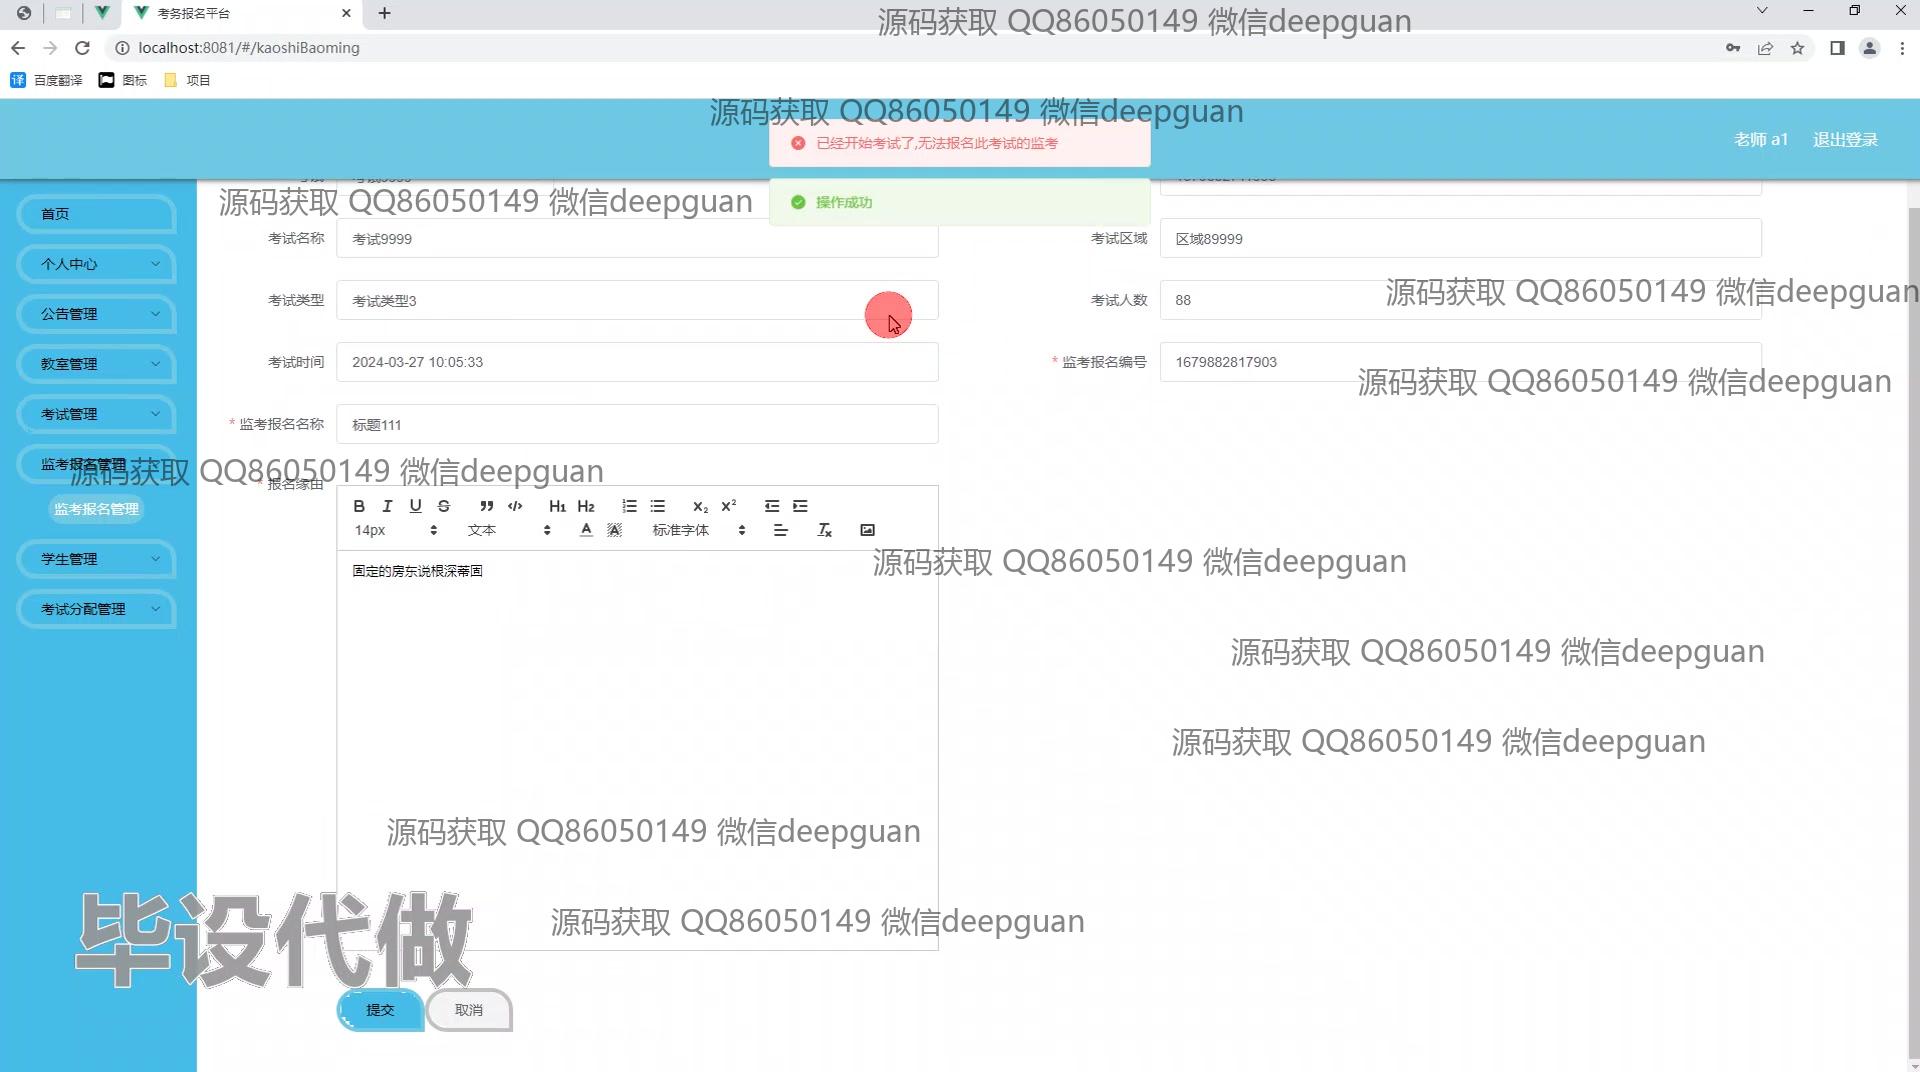 考务报名平台
源码获取 QQ86050149 微信deepguan
localhost:8081/#/kaoshiBaoming
百度翻译
图标
项目
源码获取 QQ86050149 微信deepguan
已经开始考试了,无法报名此考试的监考
老师 a1
退出登录
源码获取 QQ86050149 微信deepguan
操作成功
首页
个人中心
公告管理
教室管理
考试管理
监考报名管理
监考报名管理
学生管理
考试分配管理
考试名称 考试9999
考试区域 区域89999
考试类型 考试类型3
考试人数 88
源码获取 QQ86050149 微信deepguan
考试时间 2024-03-27 10:05:33
* 监考报名编号 1679882817903
源码获取 QQ86050149 微信deepguan
* 监考报名名称 标题111
源码获取 QQ86050149 微信deepguan
* 报名缘由
B I U S H1 H2 x2 x2
14px 文本 A 标准字体
固定的房东说根深蒂固
源码获取 QQ86050149 微信deepguan
源码获取 QQ86050149 微信deepguan
源码获取 QQ86050149 微信deepguan
源码获取 QQ86050149 微信deepguan
源码获取 QQ86050149 微信deepguan
毕设代做
提交
取消